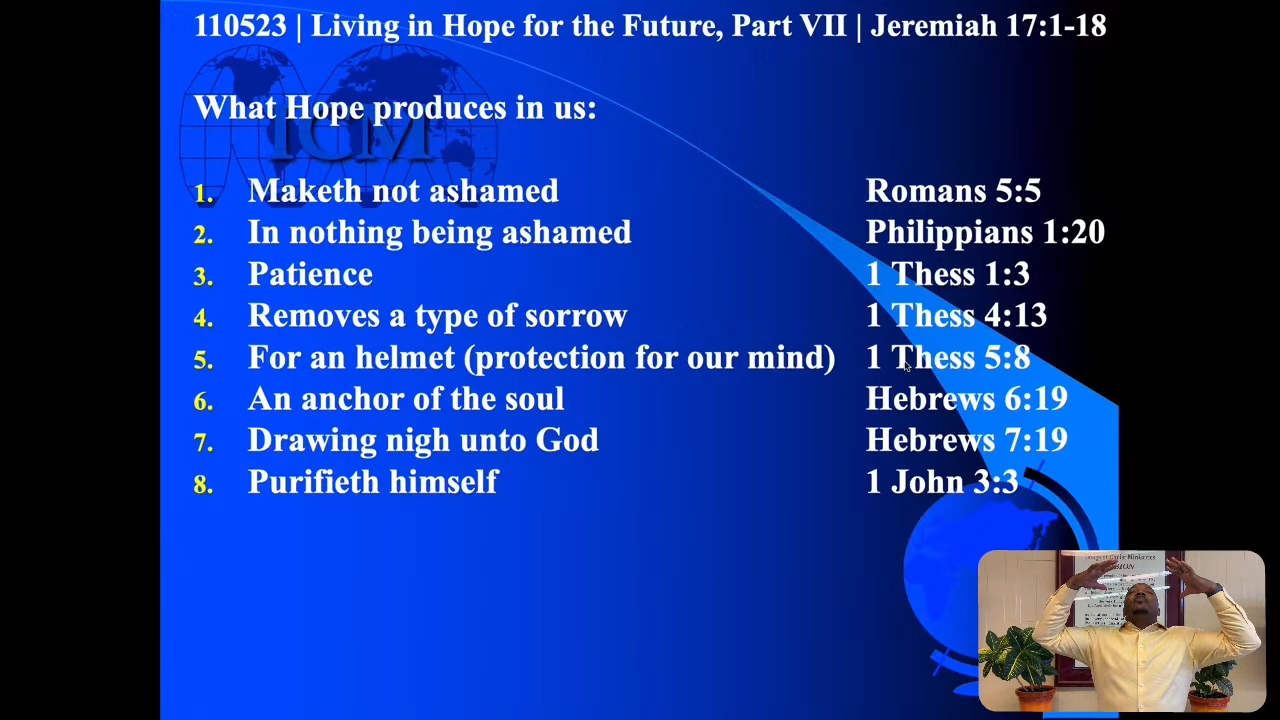 110523 | Living in Hope for the Future, Part VII | Jeremiah 17:1-18
ICM
What Hope produces in us:
1. Maketh not ashamed Romans 5:5
2. In nothing being ashamed Philippians 1:20
3. Patience 1 Thess 1:3
4. Removes a type of sorrow 1 Thess 4:13
5. For an helmet (protection for our mind) 1 Thess 5:8
6. An anchor of the soul Hebrews 6:19
7. Drawing nigh unto God Hebrews 7:19
8. Purifieth himself 1 John 3:3
Christ Ministries